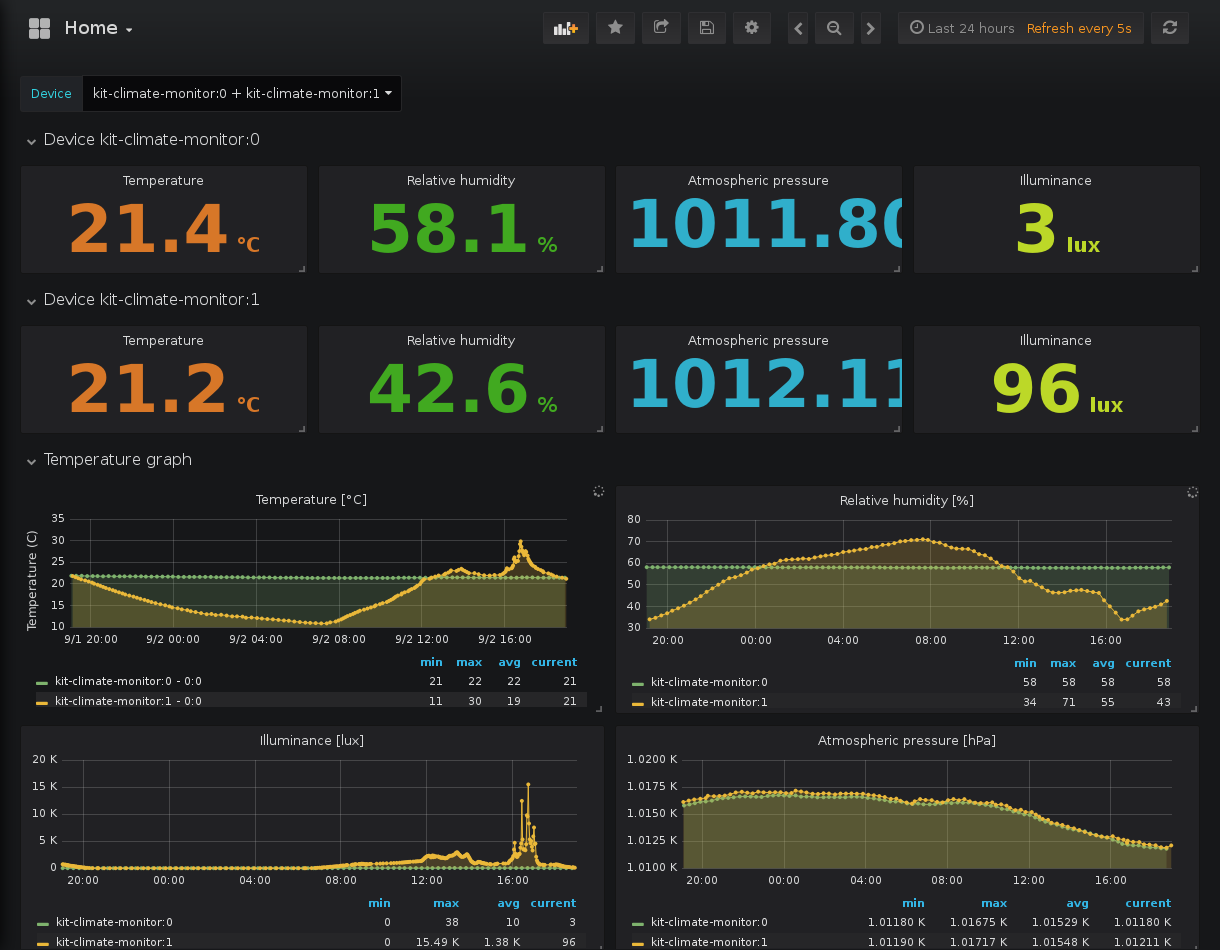 Home
Last 24 hours Refresh every 5s
Device kit-climate-monitor:0 + kit-climate-monitor:1
Device kit-climate-monitor:0
Temperature Relative humidity Atmospheric pressure Illuminance
21.4 °C 58.1 % 1011.80 3 lux
Device kit-climate-monitor:1
Temperature Relative humidity Atmospheric pressure Illuminance
21.2 °C 42.6 % 1012.11 96 lux
Temperature graph
Temperature [°C]
Temperature (C)
35
30
25
20
15
10
9/1 20:00 9/2 00:00 9/2 04:00 9/2 08:00 9/2 12:00 9/2 16:00
min max avg current
kit-climate-monitor:0 - 0:0 21 22 22 21
kit-climate-monitor:1 - 0:0 11 30 19 21
Relative humidity [%]
80
70
60
50
40
30
20:00 00:00 04:00 08:00 12:00 16:00
min max avg current
kit-climate-monitor:0 58 58 58 58
kit-climate-monitor:1 34 71 55 43
Illuminance [lux]
20 K
15 K
10 K
5 K
0
20:00 00:00 04:00 08:00 12:00 16:00
min max avg current
kit-climate-monitor:0 0 38 10 3
kit-climate-monitor:1 0 15.49 K 1.38 K 96
Atmospheric pressure [hPa]
1.0200 K
1.0175 K
1.0150 K
1.0125 K
1.0100 K
20:00 00:00 04:00 08:00 12:00 16:00
min max avg current
kit-climate-monitor:0 1.01180 K 1.01675 K 1.01529 K 1.01180 K
kit-climate-monitor:1 1.01190 K 1.01717 K 1.01548 K 1.01211 K